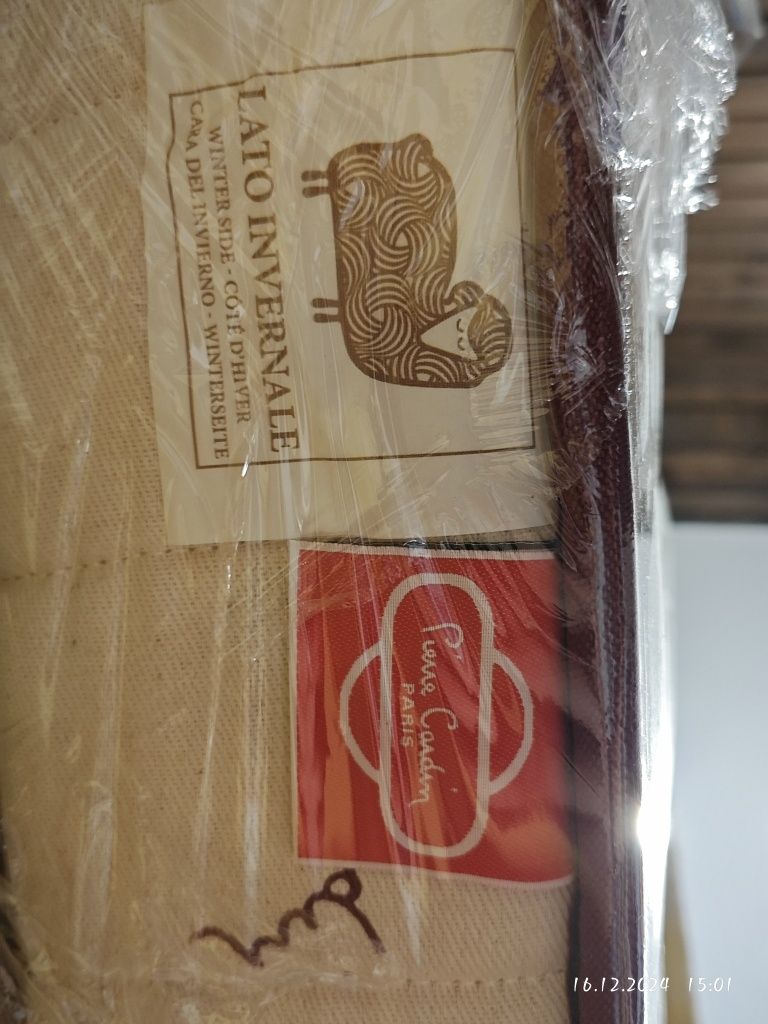 LATO INVERNALE
WINTER SIDE - CÔTÉ D'HIVER
CARA DEL INVIERNO - WINTERSEITE
Pierre Cardin
PARIS
16.12.2024 15:01